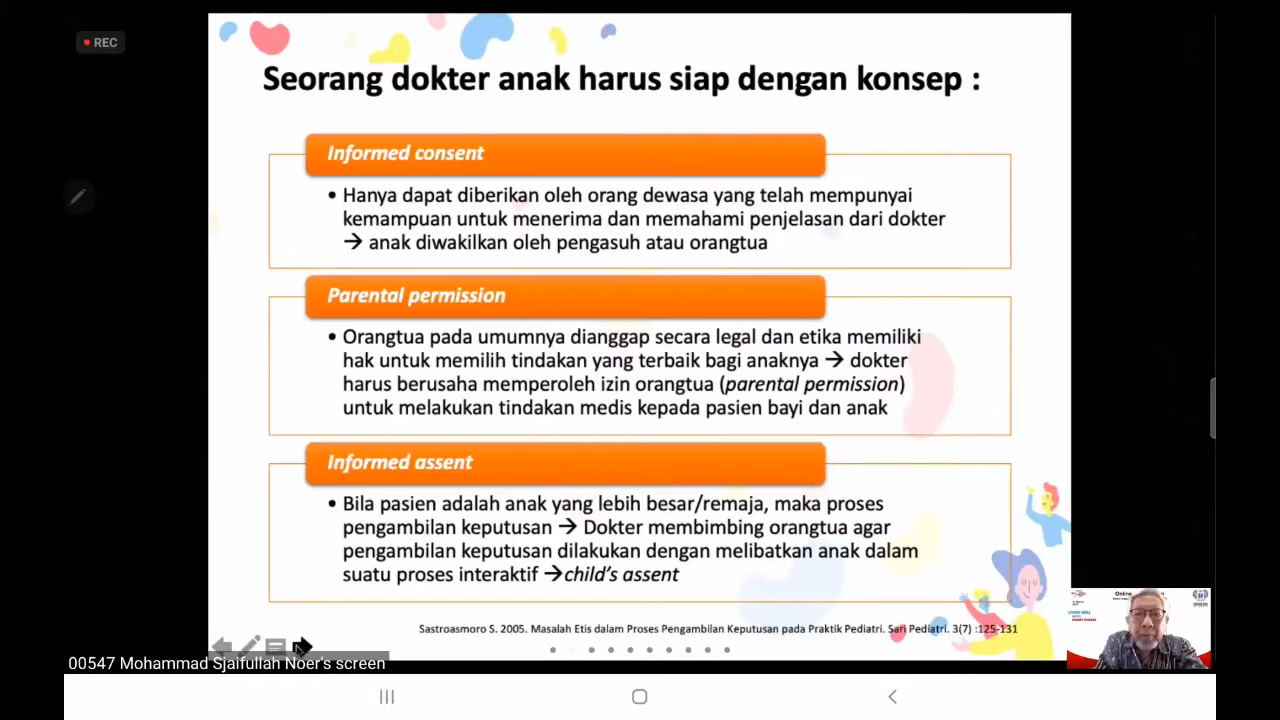 REC
Seorang dokter anak harus siap dengan konsep :
Informed consent
• Hanya dapat diberikan oleh orang dewasa yang telah mempunyai
kemampuan untuk menerima dan memahami penjelasan dari dokter
→ anak diwakilkan oleh pengasuh atau orangtua
Parental permission
• Orangtua pada umumnya dianggap secara legal dan etika memiliki
hak untuk memilih tindakan yang terbaik bagi anaknya → dokter
harus berusaha memperoleh izin orangtua (parental permission)
untuk melakukan tindakan medis kepada pasien bayi dan anak
Informed assent
• Bila pasien adalah anak yang lebih besar/remaja, maka proses
pengambilan keputusan → Dokter membimbing orangtua agar
pengambilan keputusan dilakukan dengan melibatkan anak dalam
suatu proses interaktif →child's assent
Sastroasmoro S. 2005. Masalah Etis dalam Proses Pengambilan Keputusan pada Praktik Pediatri. Sari Pediatri. 3(7) :125-131
00547 Mohammad Sjaifullah Noer's screen